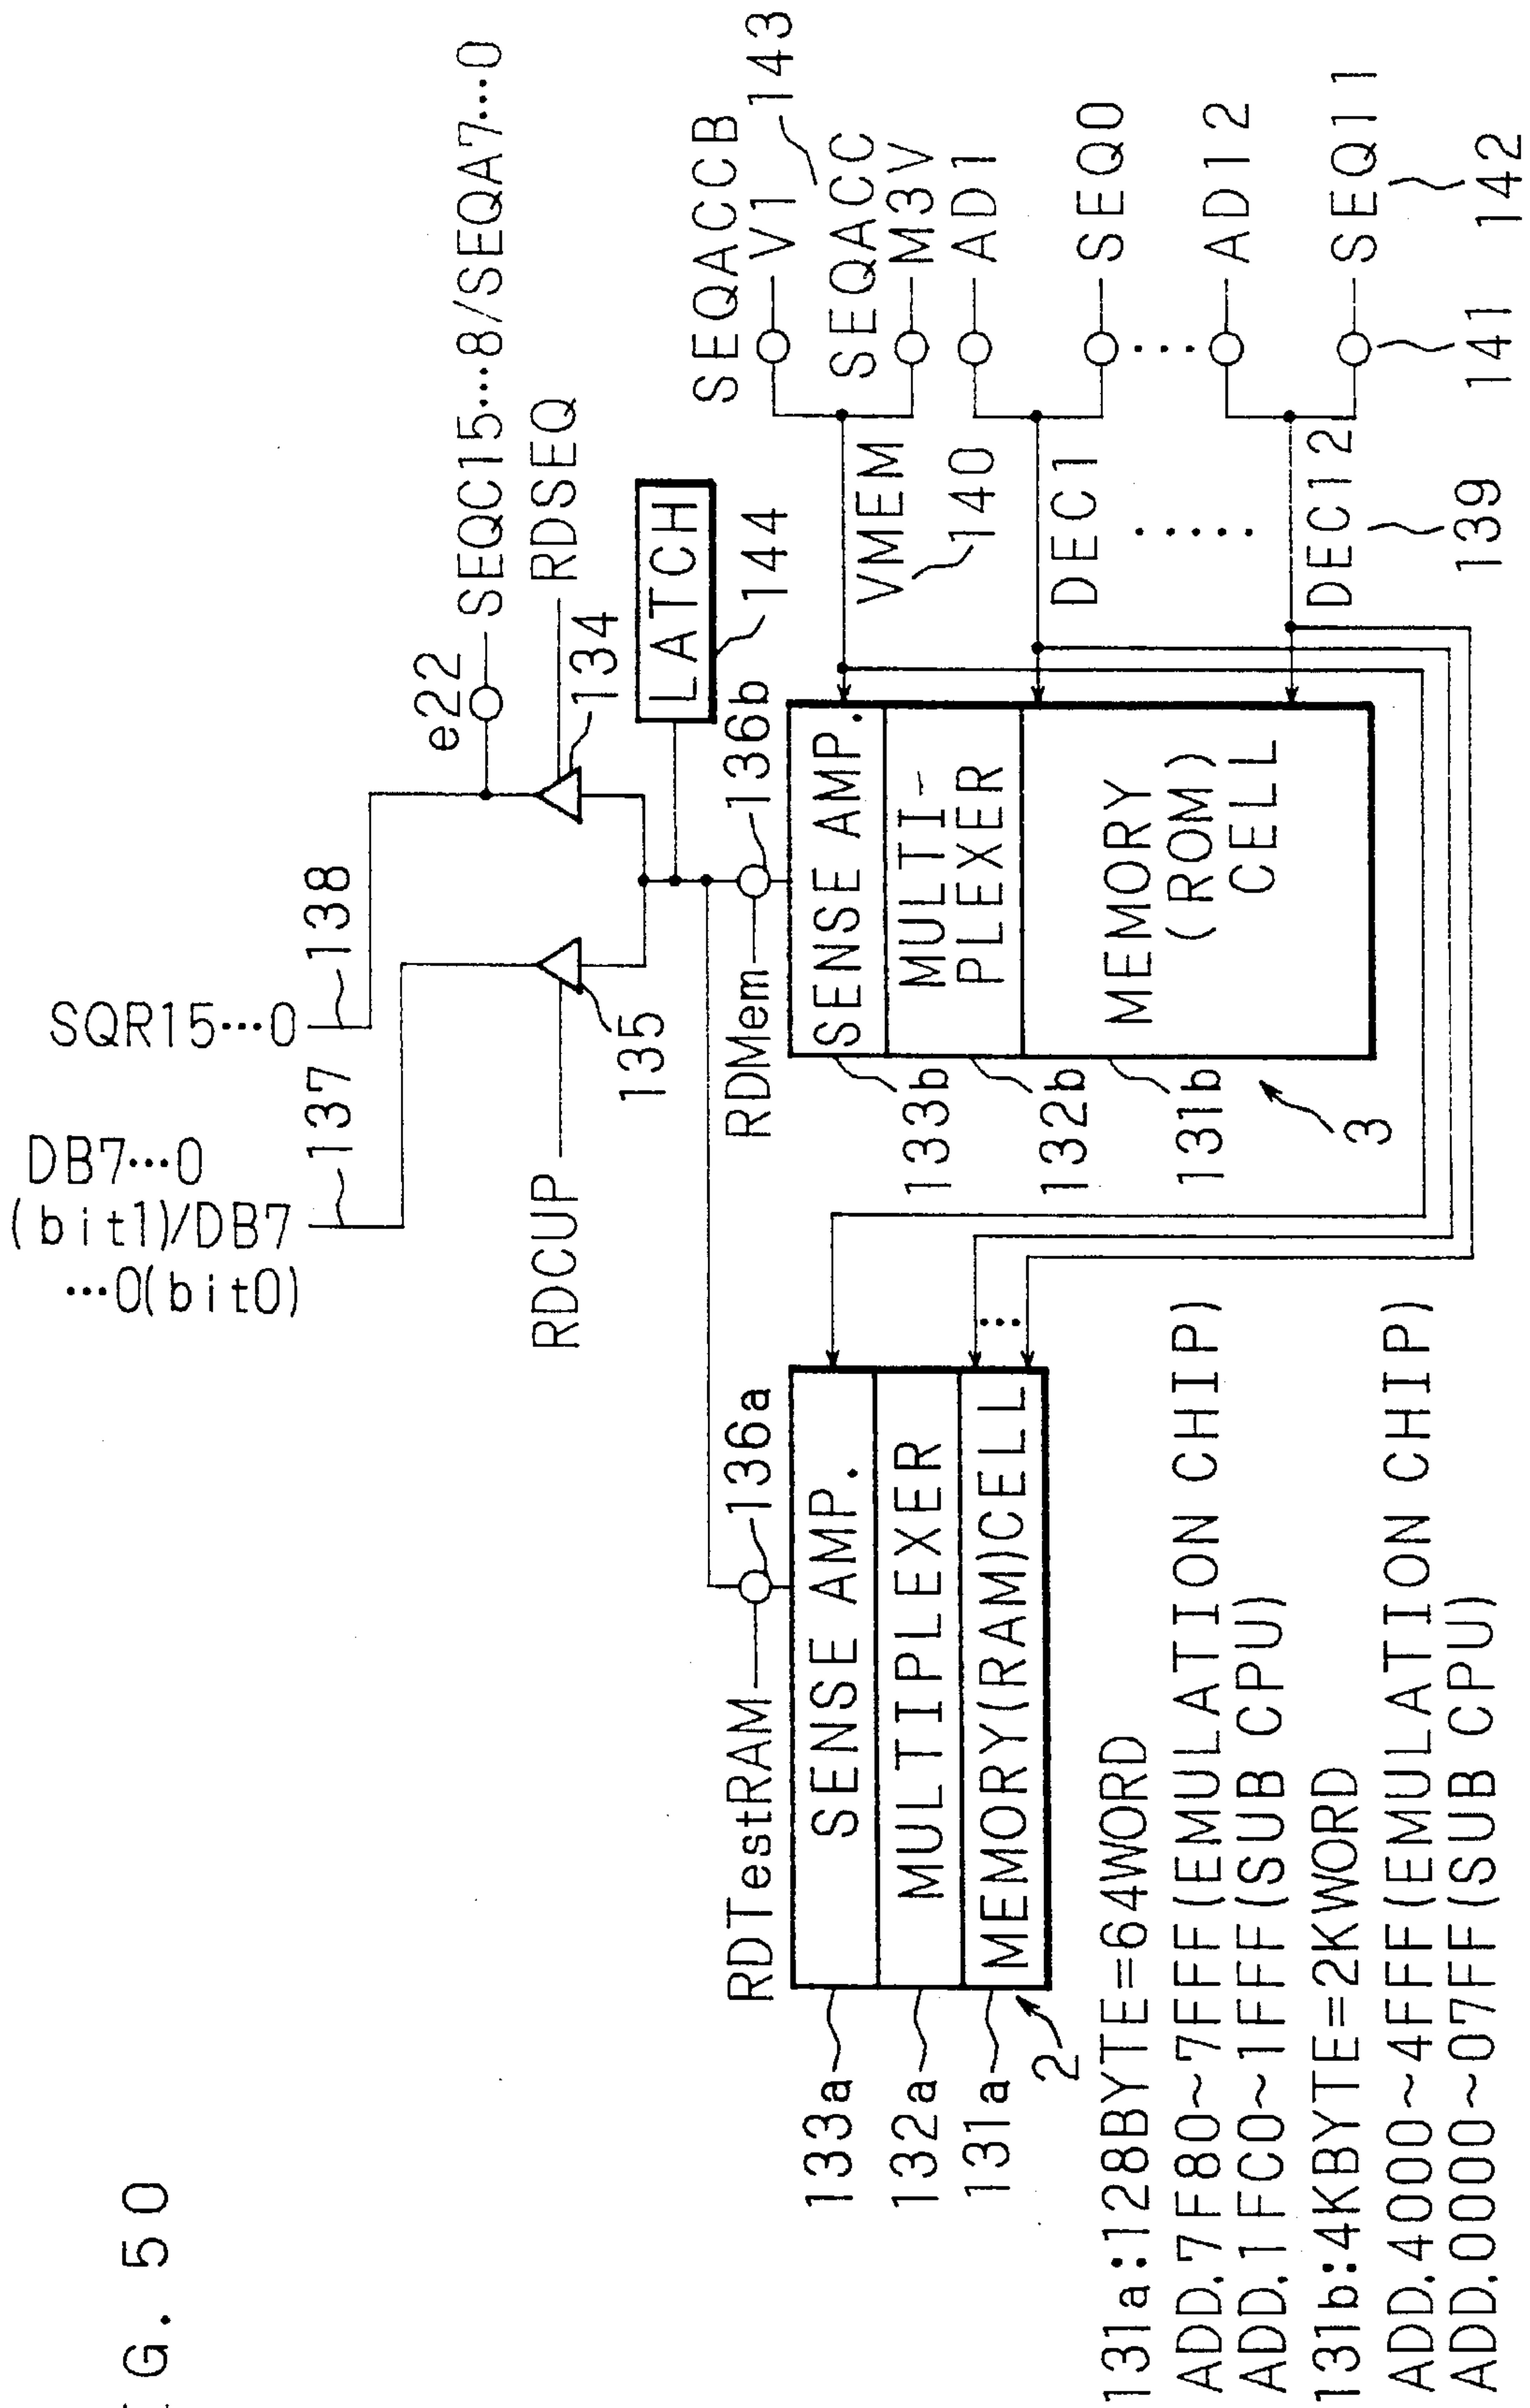 IG. 50
DB7···0
(bit1)/DB7
···0(bit0)
137
SQR15···0
138
e22
SEQC15···8/SEQA7···0
RDCUP
135
134
RDSEQ
LATCH
144
RDTestRAM
136a
RDMem
136b
SEQACCB
V1
143
SEQACC
M3V
AD1
SEQ0
AD12
SEQ11
142
141
VMEM
140
DEC1
DEC12
139
133a
SENSE AMP.
132a
MULTIPLEXER
131a
MEMORY(RAM)CELL
2
133b
SENSE AMP.
132b
MULTI-
PLEXER
131b
MEMORY
(ROM)
CELL
3
131a:128BYTE=64WORD
ADD.7F80~7FFF(EMULATION CHIP)
ADD.1FC0~1FFF(SUB CPU)
131b:4KBYTE=2KWORD
ADD.4000~4FFF(EMULATION CHIP)
ADD.0000~07FF(SUB CPU)